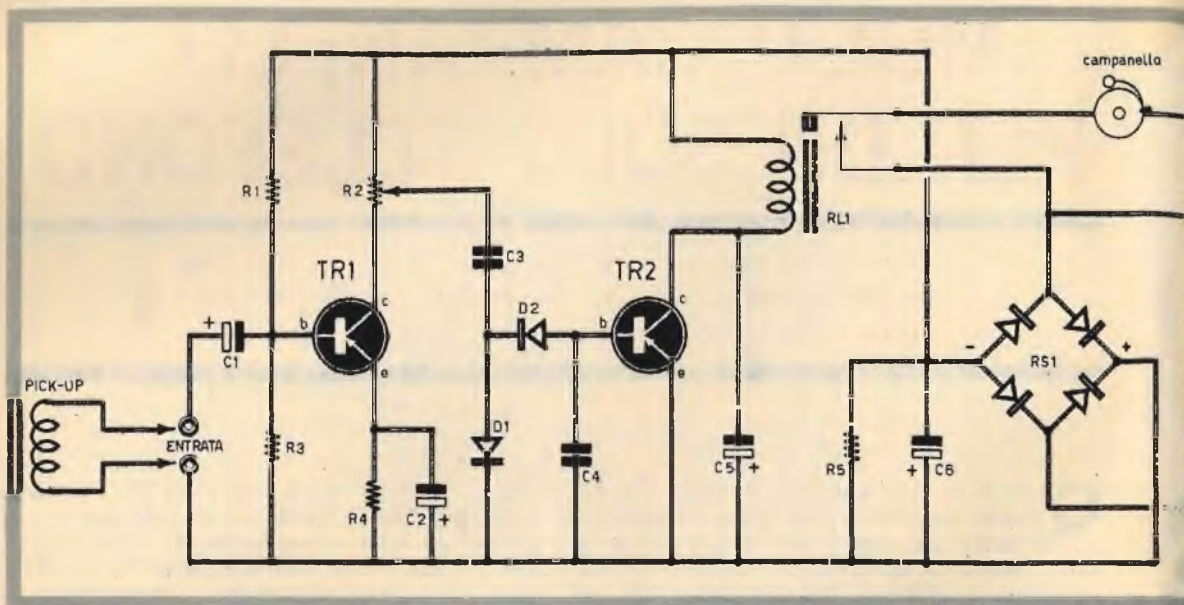 campanello
R1
R2
RL1
C3
TR1
TR2
D2
c
c
b
b
+
C1
e
e
-
RS1
+
PICK-UP
ENTRATA
R3
D1
C4
C5
+
R5
+
C6
R4
C2
+